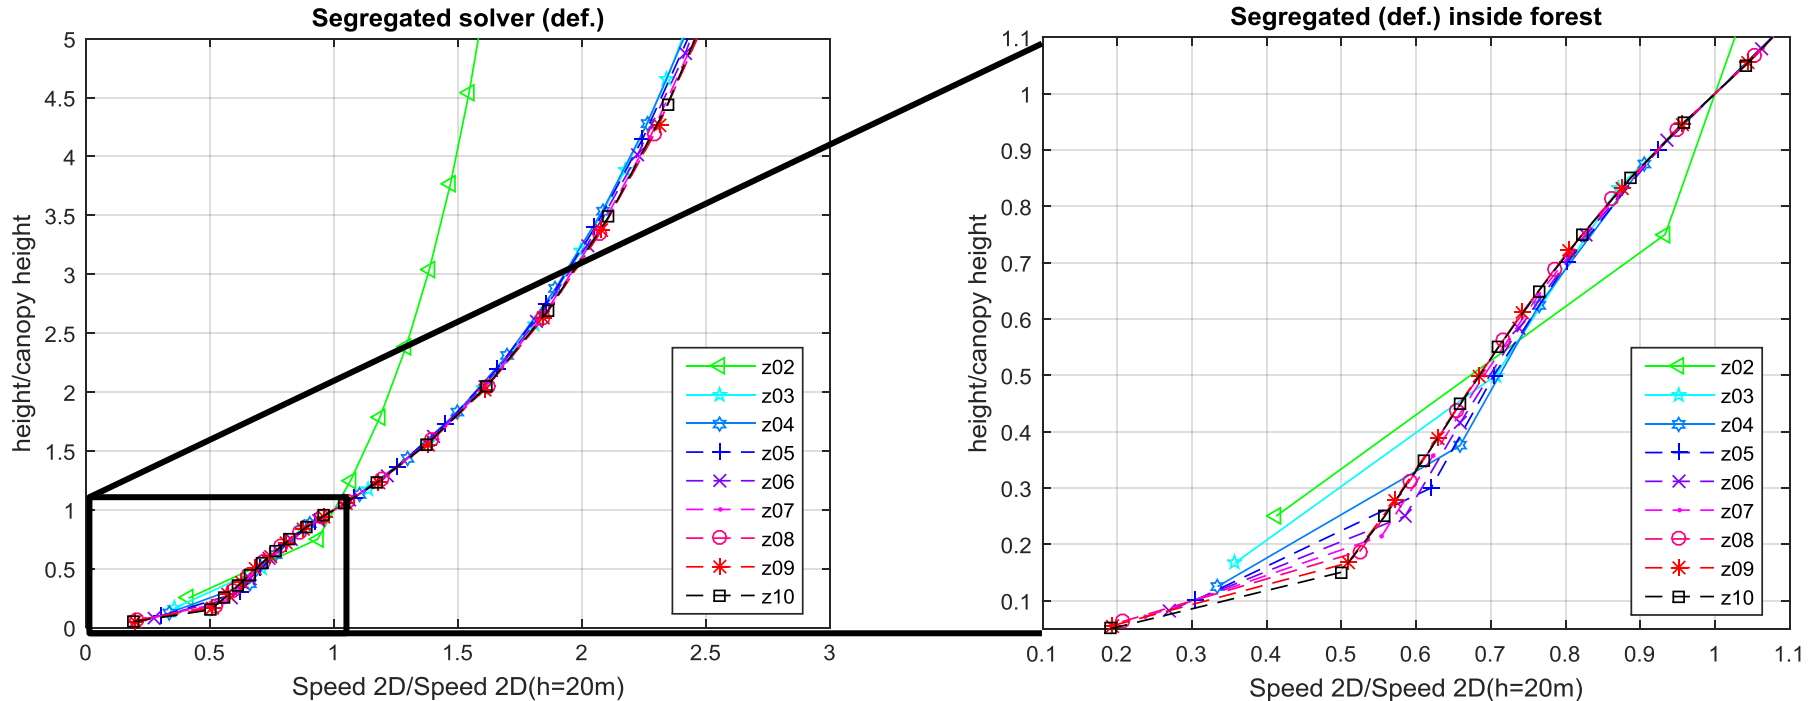 Segregated solver (def.)
5
4.5
4
3.5
3
2.5
2
1.5
1
0.5
0
height/canopy height
0 0.5 1 1.5 2 2.5 3
Speed 2D/Speed 2D(h=20m)
z02
z03
z04
z05
z06
z07
z08
z09
z10
Segregated (def.) inside forest
1.1
1
0.9
0.8
0.7
0.6
0.5
0.4
0.3
0.2
0.1
height/canopy height
0.1 0.2 0.3 0.4 0.5 0.6 0.7 0.8 0.9 1 1.1
Speed 2D/Speed 2D(h=20m)
z02
z03
z04
z05
z06
z07
z08
z09
z10